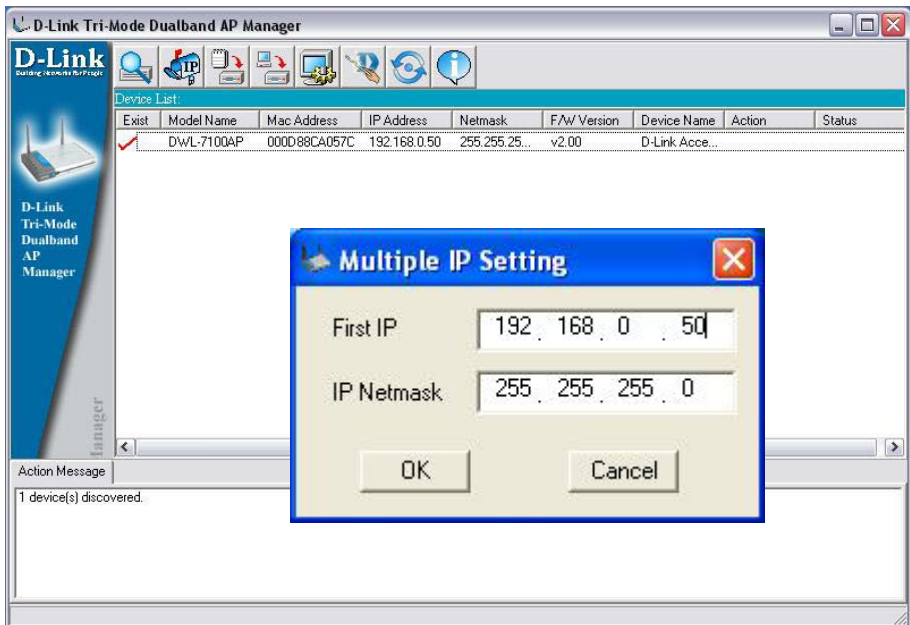 D-Link Tri-Mode Dualband AP Manager
D-Link
Building Networks for People
IP
Device List:
Exist Model Name Mac Address IP Address Netmask F/W Version Device Name Action Status
DWL-7100AP 000D88CA057C 192.168.0.50 255.255.25... v2.00 D-Link Acce...
D-Link
Tri-Mode
Dualband
AP
Manager
Multiple IP Setting
First IP 192 . 168 . 0 . 50
IP Netmask 255 . 255 . 255 . 0
OK Cancel
anager
Action Message
1 device(s) discovered.